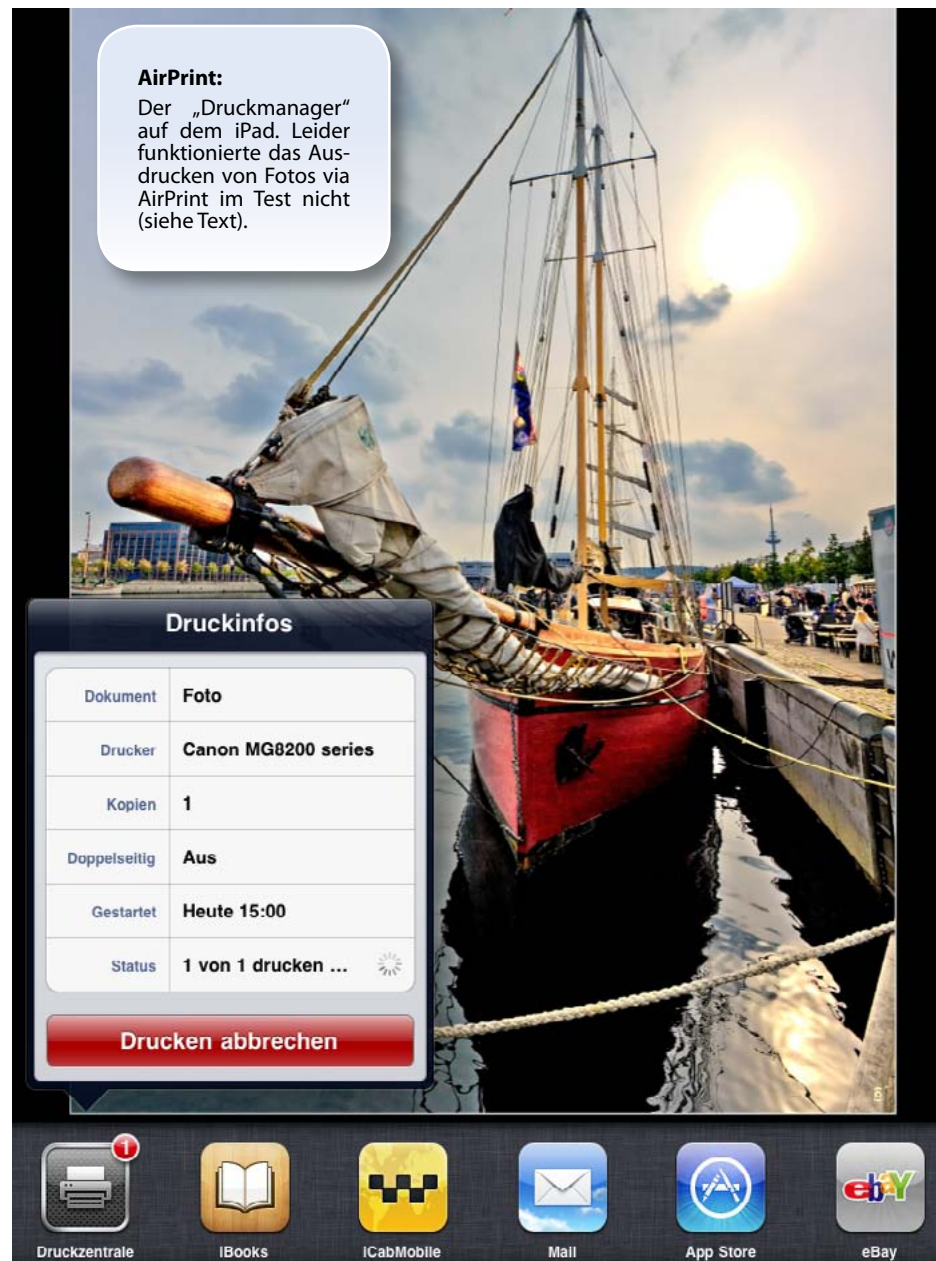 AirPrint:
Der „Druckmanager“
auf dem iPad. Leider
funktionierte das Aus-
drucken von Fotos via
AirPrint im Test nicht
(siehe Text).
Druckinfos
Dokument Foto
Drucker Canon MG8200 series
Kopien 1
Doppelseitig Aus
Gestartet Heute 15:00
Status 1 von 1 drucken ...
Drucken abbrechen
1
ebY
Druckzentrale iBooks iCabMobile Mail App Store eBay